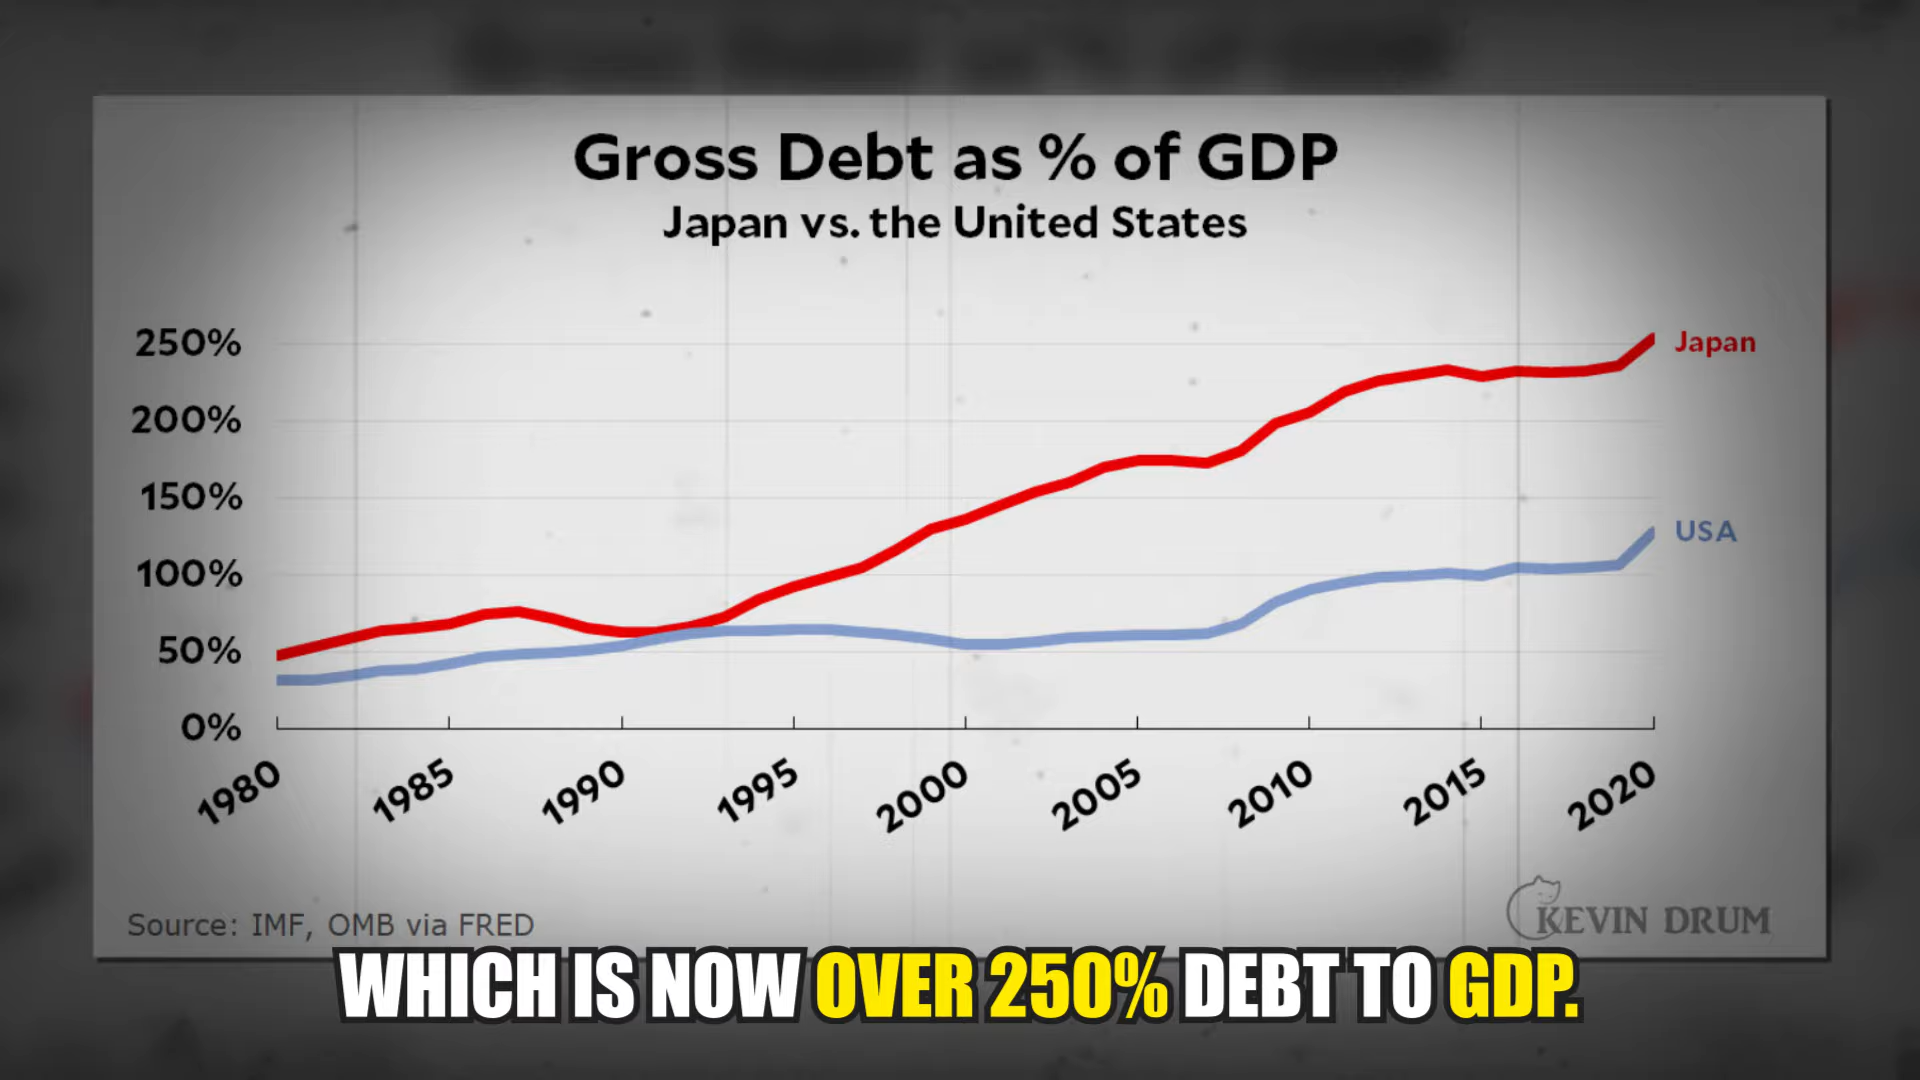 Gross Debt as % of GDP
Japan vs. the United States
250%
200%
150%
100%
50%
0%
Japan
USA
1980
1985
1990
1995
2000
2005
2010
2015
2020
Source: IMF, OMB via FRED
KEVIN DRUM
WHICH IS NOW OVER 250% DEBT TO GDP.